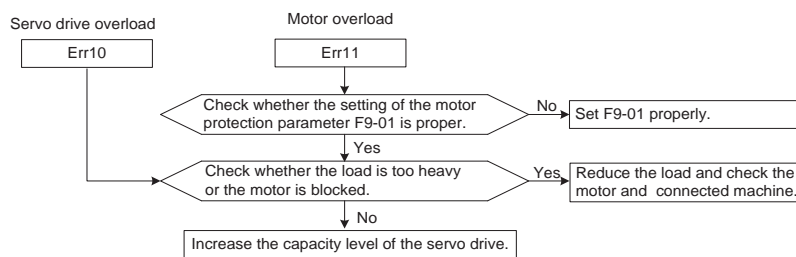 Servo drive overload
Motor overload
Err10
Err11
Check whether the setting of the motor
protection parameter F9-01 is proper.
No
Set F9-01 properly.
Yes
Check whether the load is too heavy
or the motor is blocked.
Yes
Reduce the load and check the
motor and connected machine.
No
Increase the capacity level of the servo drive.